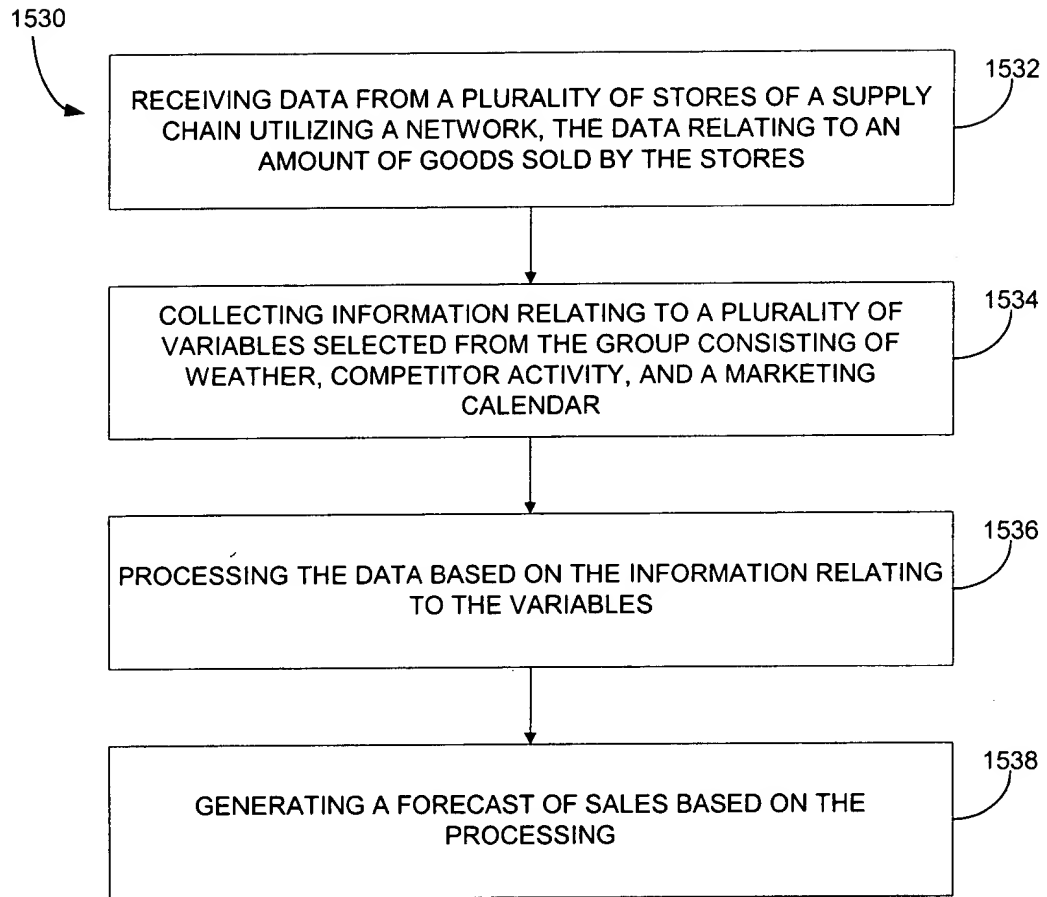 1530
1532
RECEIVING DATA FROM A PLURALITY OF STORES OF A SUPPLY
CHAIN UTILIZING A NETWORK, THE DATA RELATING TO AN
AMOUNT OF GOODS SOLD BY THE STORES
1534
COLLECTING INFORMATION RELATING TO A PLURALITY OF
VARIABLES SELECTED FROM THE GROUP CONSISTING OF
WEATHER, COMPETITOR ACTIVITY, AND A MARKETING
CALENDAR
1536
PROCESSING THE DATA BASED ON THE INFORMATION RELATING
TO THE VARIABLES
1538
GENERATING A FORECAST OF SALES BASED ON THE
PROCESSING